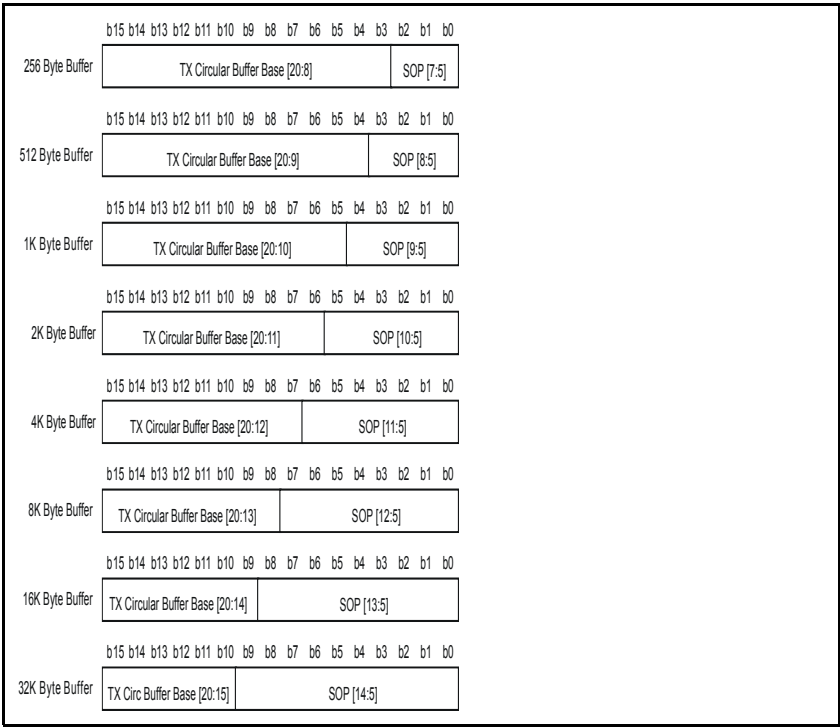 b15 b14 b13 b12 b11 b10 b9 b8 b7 b6 b5 b4 b3 b2 b1 b0
256 Byte Buffer TX Circular Buffer Base [20:8] SOP [7:5]
b15 b14 b13 b12 b11 b10 b9 b8 b7 b6 b5 b4 b3 b2 b1 b0
512 Byte Buffer TX Circular Buffer Base [20:9] SOP [8:5]
b15 b14 b13 b12 b11 b10 b9 b8 b7 b6 b5 b4 b3 b2 b1 b0
1K Byte Buffer TX Circular Buffer Base [20:10] SOP [9:5]
b15 b14 b13 b12 b11 b10 b9 b8 b7 b6 b5 b4 b3 b2 b1 b0
2K Byte Buffer TX Circular Buffer Base [20:11] SOP [10:5]
b15 b14 b13 b12 b11 b10 b9 b8 b7 b6 b5 b4 b3 b2 b1 b0
4K Byte Buffer TX Circular Buffer Base [20:12] SOP [11:5]
b15 b14 b13 b12 b11 b10 b9 b8 b7 b6 b5 b4 b3 b2 b1 b0
8K Byte Buffer TX Circular Buffer Base [20:13] SOP [12:5]
b15 b14 b13 b12 b11 b10 b9 b8 b7 b6 b5 b4 b3 b2 b1 b0
16K Byte Buffer TX Circular Buffer Base [20:14] SOP [13:5]
b15 b14 b13 b12 b11 b10 b9 b8 b7 b6 b5 b4 b3 b2 b1 b0
32K Byte Buffer TX Circ Buffer Base [20:15] SOP [14:5]